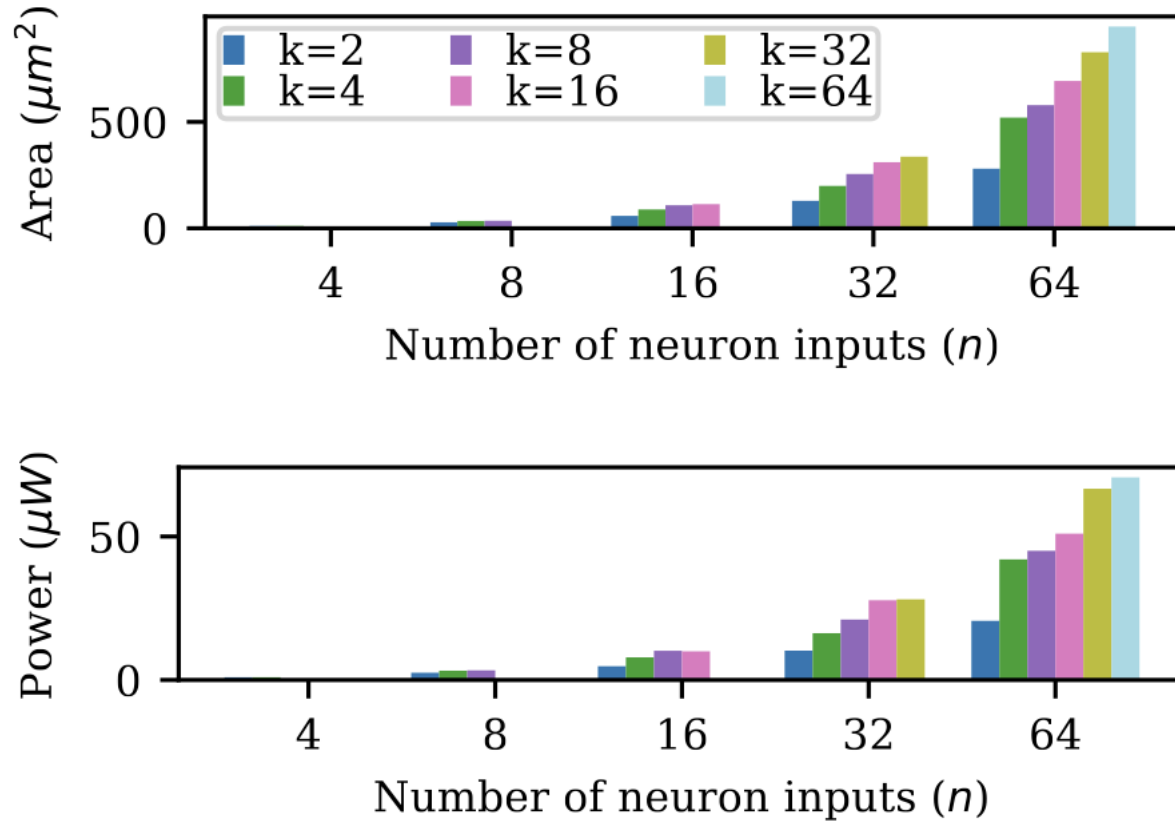 Area (μm²)
500
0
k=2 k=8 k=32
k=4 k=16 k=64
4 8 16 32 64
Number of neuron inputs (n)
Power (μW)
50
0
4 8 16 32 64
Number of neuron inputs (n)